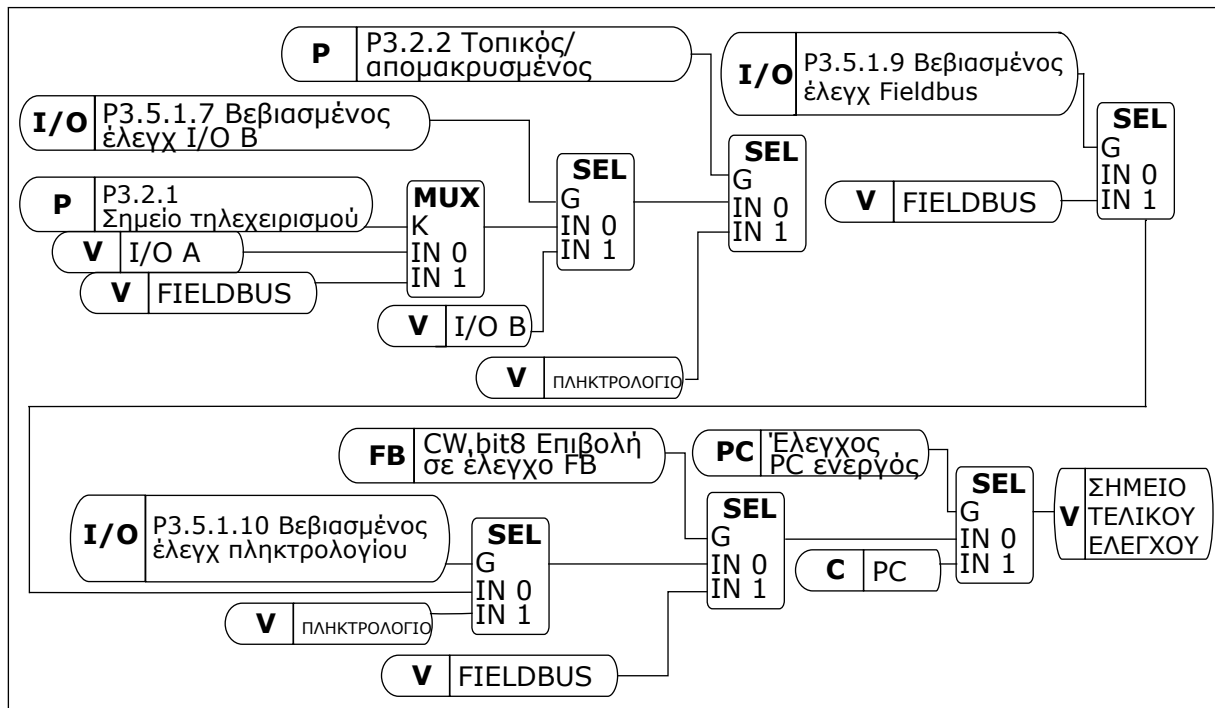 P
P3.2.2 Τοπικός/
απομακρυσμένος
I/O
P3.5.1.9 Βεβιασμένος
έλεγχ Fieldbus
I/O
P3.5.1.7 Βεβιασμένος
έλεγχ I/O B
SEL
G
IN 0
IN 1
SEL
G
IN 0
IN 1
SEL
G
IN 0
IN 1
P
P3.2.1
Σημείο τηλεχειρισμού
MUX
K
IN 0
IN 1
V
FIELDBUS
V
I/O A
V
FIELDBUS
V
I/O B
V
ΠΛΗΚΤΡΟΛΟΓΙΟ
FB
CW,bit8 Επιβολή
σε έλεγχο FB
PC
Έλεγχος
PC ενεργός
I/O
P3.5.1.10 Βεβιασμένος
έλεγχ πληκτρολογίου
SEL
G
IN 0
IN 1
SEL
G
IN 0
IN 1
SEL
G
IN 0
IN 1
V
ΣΗΜΕΙΟ
ΤΕΛΙΚΟΥ
ΕΛΕΓΧΟΥ
C
PC
V
ΠΛΗΚΤΡΟΛΟΓΙΟ
V
FIELDBUS